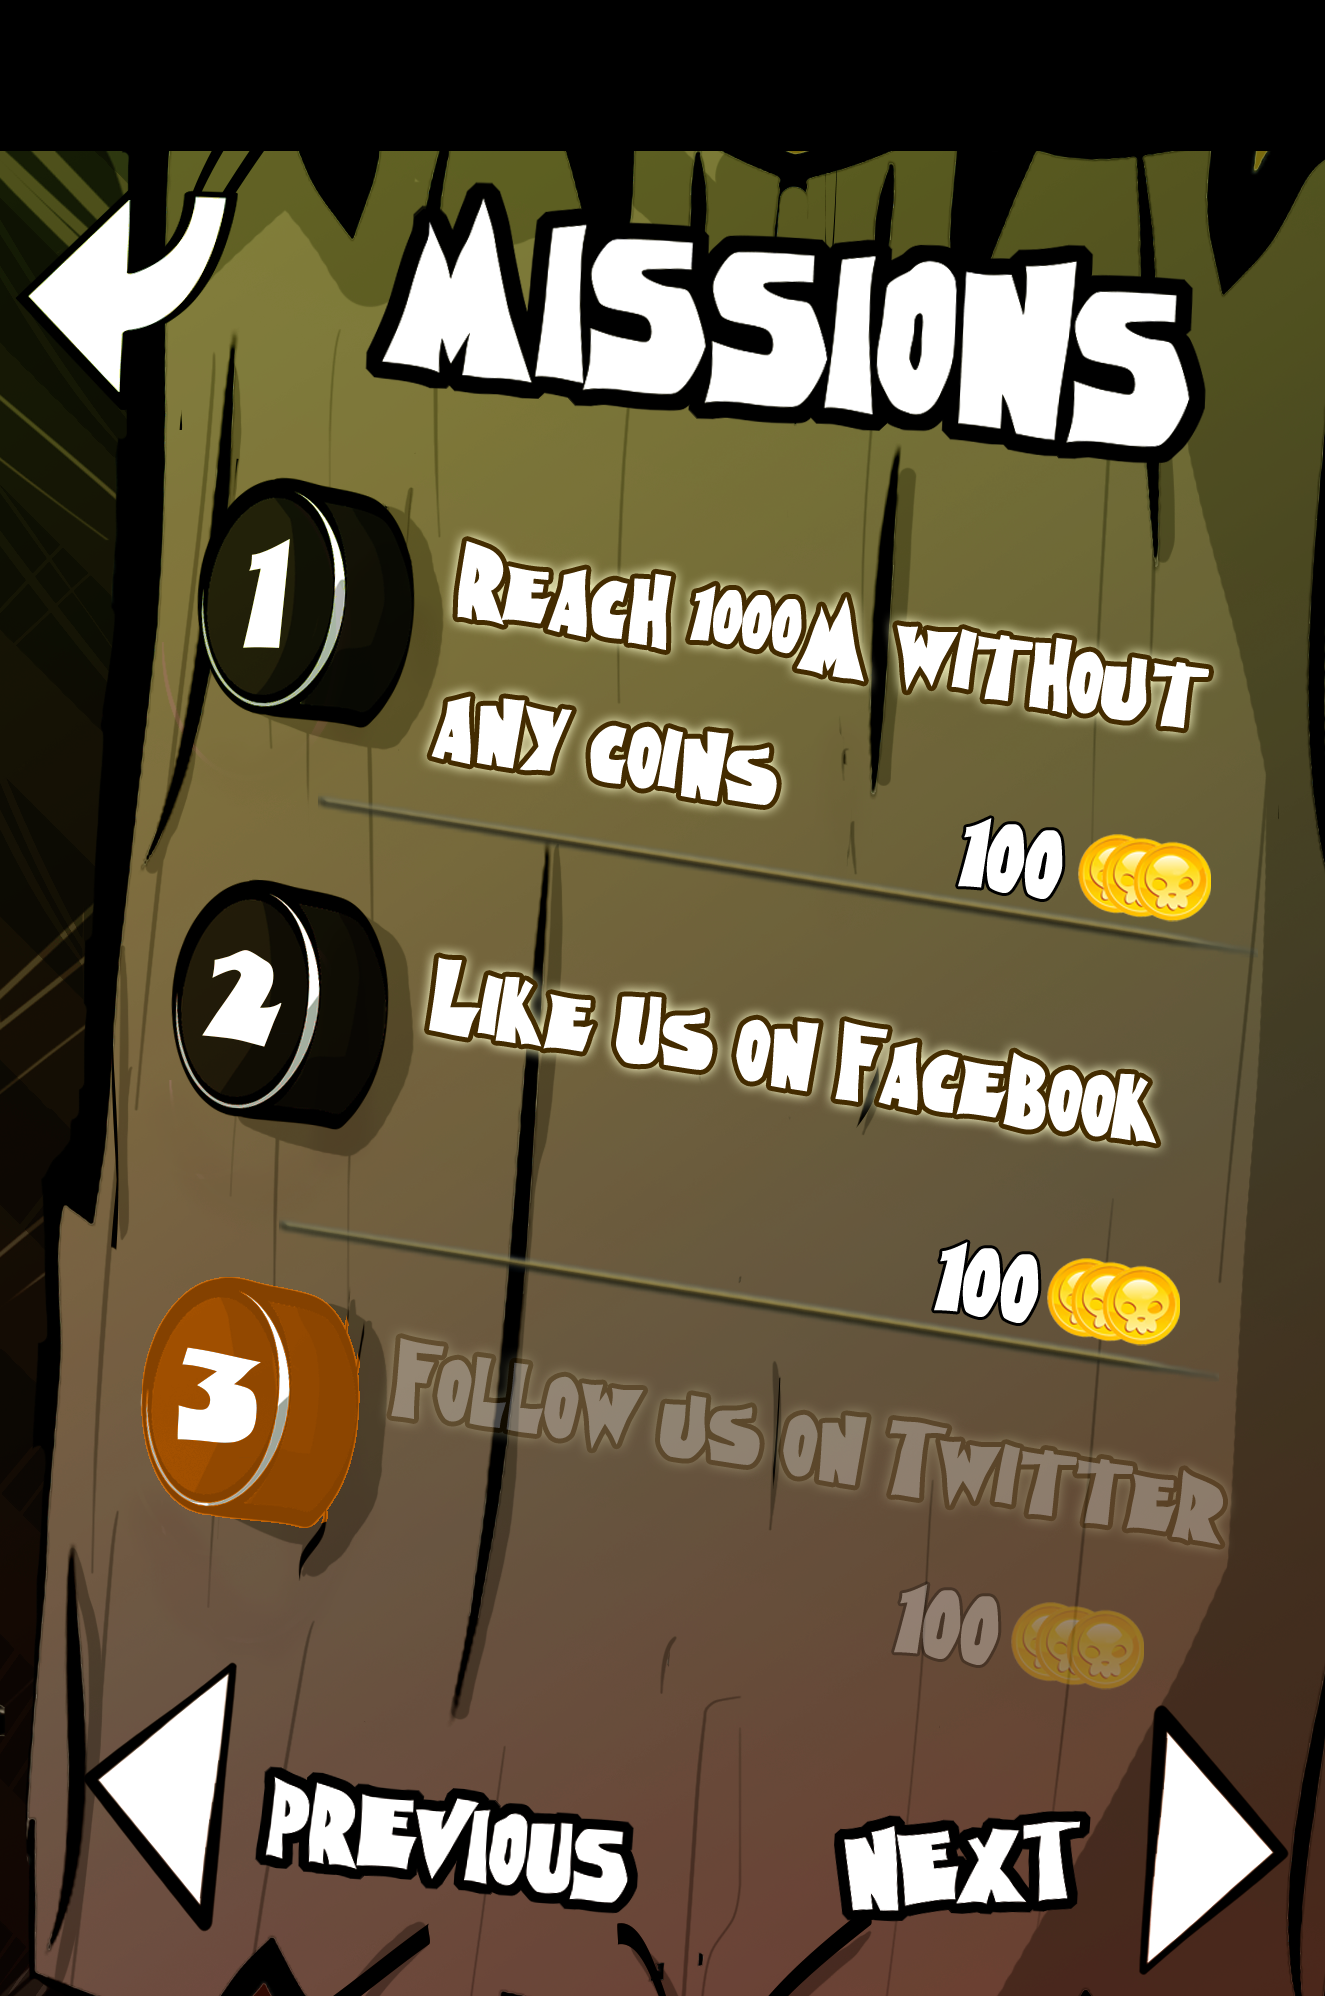 MISSIONS
1
REACH 1000M WITHOUT
ANY COINS
100
2
LIKE US ON FACEBOOK
100
3
FOLLOW US ON TWITTER
100
PREVIOUS
NEXT